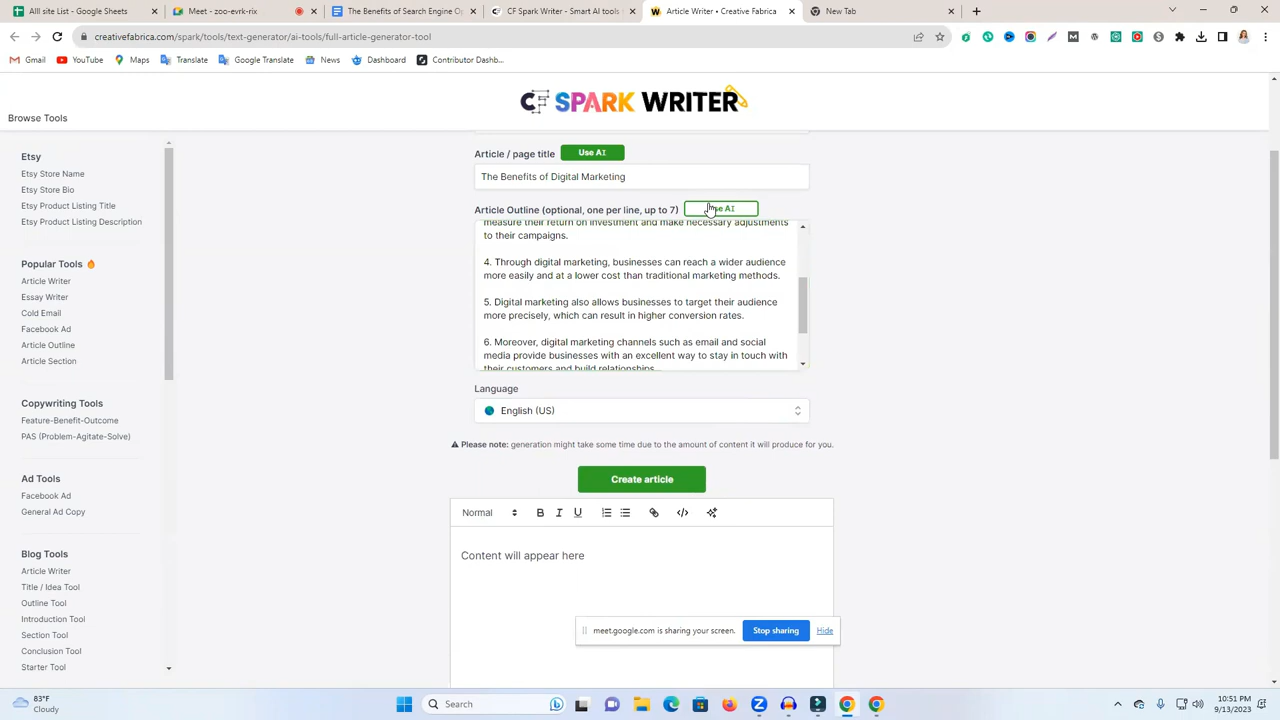 Alll site List - Google Sheets
Meet - zoo-evrk-rix
The Benefits of Search Engine Op
CF Spark Writer - Smart AI tools
Article Writer • Creative Fabrica
New Tab
creativefabrica.com/spark/tools/text-generator/ai-tools/full-article-generator-tool
Gmail
YouTube
Maps
Translate
Google Translate
News
Dashboard
Contributor Dashb...
CF SPARK WRITER
Browse Tools
Etsy
Etsy Store Name
Etsy Store Bio
Etsy Product Listing Title
Etsy Product Listing Description
Popular Tools
Article Writer
Essay Writer
Cold Email
Facebook Ad
Article Outline
Article Section
Copywriting Tools
Feature-Benefit-Outcome
PAS (Problem-Agitate-Solve)
Ad Tools
Facebook Ad
General Ad Copy
Blog Tools
Article Writer
Title / Idea Tool
Outline Tool
Introduction Tool
Section Tool
Conclusion Tool
Starter Tool
Article / page title
Use AI
The Benefits of Digital Marketing
Article Outline (optional, one per line, up to 7)
AI
measure their return on investment and make necessary adjustments
to their campaigns.
4. Through digital marketing, businesses can reach a wider audience
more easily and at a lower cost than traditional marketing methods.
5. Digital marketing also allows businesses to target their audience
more precisely, which can result in higher conversion rates.
6. Moreover, digital marketing channels such as email and social
media provide businesses with an excellent way to stay in touch with
their customers and build relationships.
Language
English (US)
Please note: generation might take some time due to the amount of content it will produce for you.
Create article
Normal
B I U
Content will appear here
meet.google.com is sharing your screen.
Stop sharing
Hide
83°F
Cloudy
Search
10:51 PM
9/13/2023